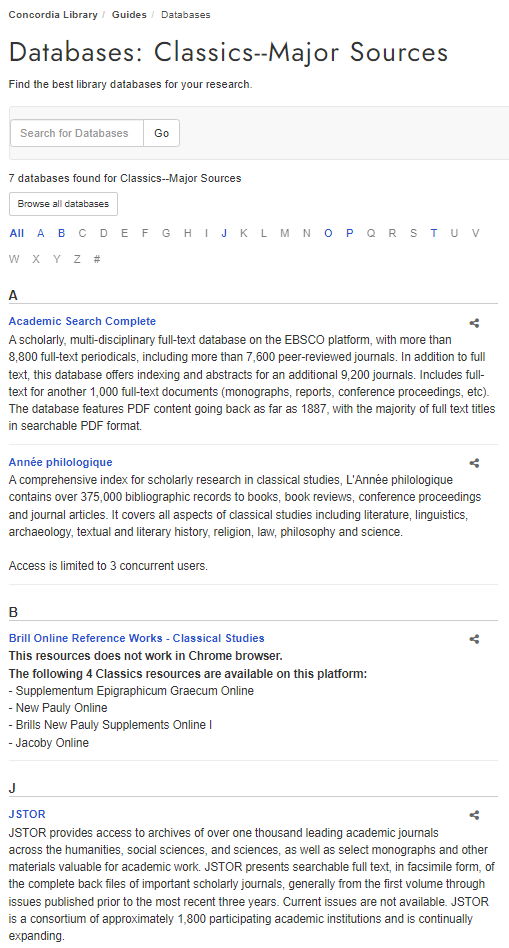 Concordia Library / Guides / Databases
Databases: Classics--Major Sources
Find the best library databases for your research.
Search for Databases Go
7 databases found for Classics--Major Sources
Browse all databases
All A B C D E F G H I J K L M N O P Q R S T U V
W X Y Z #
A
Academic Search Complete
A scholarly, multi-disciplinary full-text database on the EBSCO platform, with more than
8,800 full-text periodicals, including more than 7,600 peer-reviewed journals. In addition to full
text, this database offers indexing and abstracts for an additional 9,200 journals. Includes full-
text for another 1,000 full-text documents (monographs, reports, conference proceedings, etc).
The database features PDF content going back as far as 1887, with the majority of full text titles
in searchable PDF format.
Année philologique
A comprehensive index for scholarly research in classical studies, L'Année philologique
contains over 375,000 bibliographic records to books, book reviews, conference proceedings
and journal articles. It covers all aspects of classical studies including literature, linguistics,
archaeology, textual and literary history, religion, law, philosophy and science.
Access is limited to 3 concurrent users.
B
Brill Online Reference Works - Classical Studies
This resources does not work in Chrome browser.
The following 4 Classics resources are available on this platform:
- Supplementum Epigraphicum Graecum Online
- New Pauly Online
- Brills New Pauly Supplements Online I
- Jacoby Online
J
JSTOR
JSTOR provides access to archives of over one thousand leading academic journals
across the humanities, social sciences, and sciences, as well as select monographs and other
materials valuable for academic work. JSTOR presents searchable full text, in facsimile form, of
the complete back files of important scholarly journals, generally from the first volume through
issues published prior to the most recent three years. Current issues are not available. JSTOR
is a consortium of approximately 1,800 participating academic institutions and is continually
expanding.